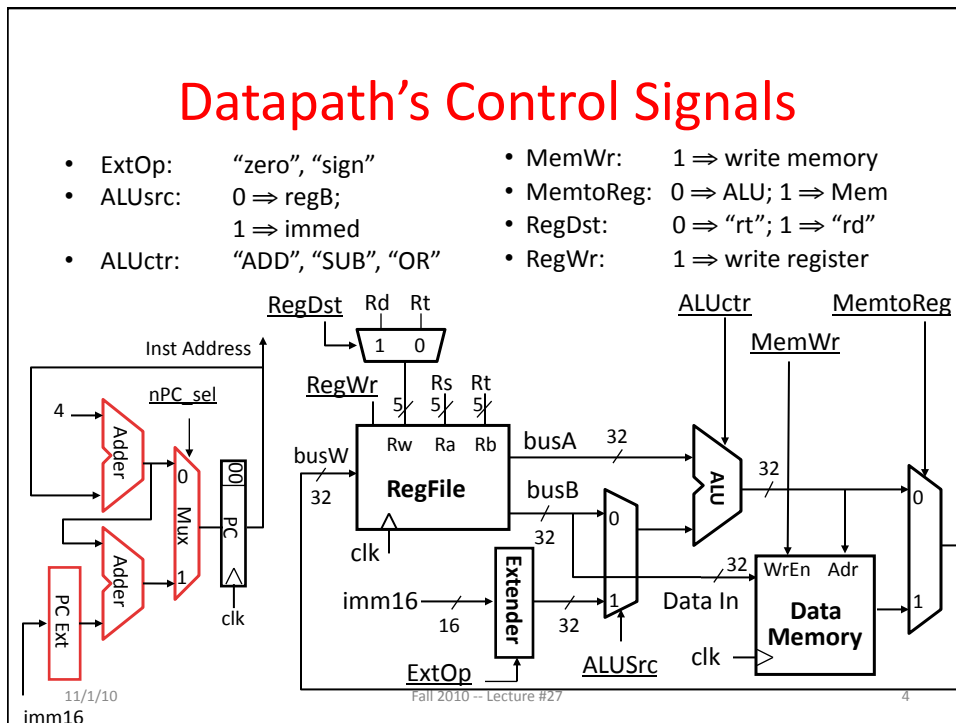 Datapath's Control Signals
• ExtOp: “zero”, “sign”
• ALUsrc: 0 ⇒ regB;
1 ⇒ immed
• ALUctr: “ADD”, “SUB”, “OR”
• MemWr: 1 ⇒ write memory
• MemtoReg: 0 ⇒ ALU; 1 ⇒ Mem
• RegDst: 0 ⇒ “rt”; 1 ⇒ “rd”
• RegWr: 1 ⇒ write register
Inst Address
4
Adder
nPC_sel
0
Mux
1
00
PC
clk
Adder
PC Ext
imm16
RegDst
Rd Rt
1 0
RegWr
Rs Rt
5 5 5
Rw Ra Rb
RegFile
busW
32
clk
busA
32
busB
32
imm16
16
Extender
32
ExtOp
0
1
ALUSrc
ALUctr
ALU
32
MemWr
MemtoReg
32
Data In
WrEn Adr
Data
Memory
clk
0
1
11/1/10
Fall 2010 -- Lecture #27
4